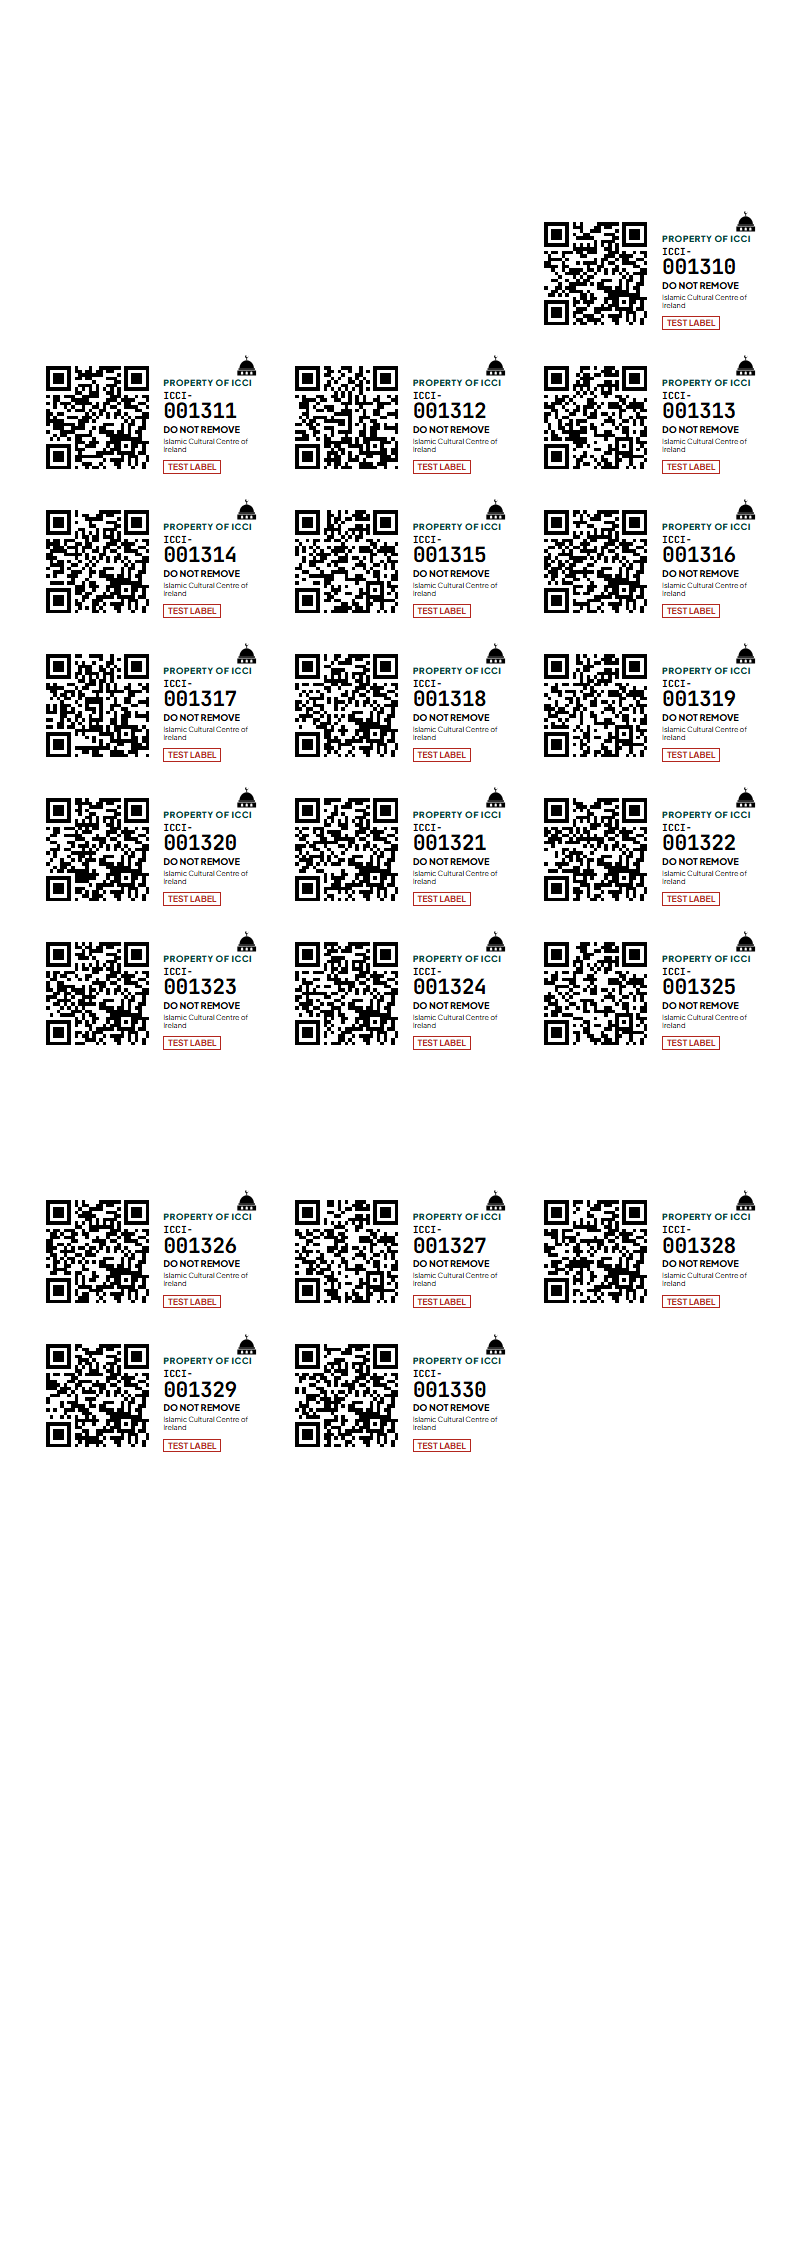 PROPERTY OF ICCI
ICCI-
001310
DO NOT REMOVE
Islamic Cultural Centre of
Ireland
TEST LABEL
PROPERTY OF ICCI
ICCI-
001311
DO NOT REMOVE
Islamic Cultural Centre of
Ireland
TEST LABEL
PROPERTY OF ICCI
ICCI-
001312
DO NOT REMOVE
Islamic Cultural Centre of
Ireland
TEST LABEL
PROPERTY OF ICCI
ICCI-
001313
DO NOT REMOVE
Islamic Cultural Centre of
Ireland
TEST LABEL
PROPERTY OF ICCI
ICCI-
001314
DO NOT REMOVE
Islamic Cultural Centre of
Ireland
TEST LABEL
PROPERTY OF ICCI
ICCI-
001315
DO NOT REMOVE
Islamic Cultural Centre of
Ireland
TEST LABEL
PROPERTY OF ICCI
ICCI-
001316
DO NOT REMOVE
Islamic Cultural Centre of
Ireland
TEST LABEL
PROPERTY OF ICCI
ICCI-
001317
DO NOT REMOVE
Islamic Cultural Centre of
Ireland
TEST LABEL
PROPERTY OF ICCI
ICCI-
001318
DO NOT REMOVE
Islamic Cultural Centre of
Ireland
TEST LABEL
PROPERTY OF ICCI
ICCI-
001319
DO NOT REMOVE
Islamic Cultural Centre of
Ireland
TEST LABEL
PROPERTY OF ICCI
ICCI-
001320
DO NOT REMOVE
Islamic Cultural Centre of
Ireland
TEST LABEL
PROPERTY OF ICCI
ICCI-
001321
DO NOT REMOVE
Islamic Cultural Centre of
Ireland
TEST LABEL
PROPERTY OF ICCI
ICCI-
001322
DO NOT REMOVE
Islamic Cultural Centre of
Ireland
TEST LABEL
PROPERTY OF ICCI
ICCI-
001323
DO NOT REMOVE
Islamic Cultural Centre of
Ireland
TEST LABEL
PROPERTY OF ICCI
ICCI-
001324
DO NOT REMOVE
Islamic Cultural Centre of
Ireland
TEST LABEL
PROPERTY OF ICCI
ICCI-
001325
DO NOT REMOVE
Islamic Cultural Centre of
Ireland
TEST LABEL
PROPERTY OF ICCI
ICCI-
001326
DO NOT REMOVE
Islamic Cultural Centre of
Ireland
TEST LABEL
PROPERTY OF ICCI
ICCI-
001327
DO NOT REMOVE
Islamic Cultural Centre of
Ireland
TEST LABEL
PROPERTY OF ICCI
ICCI-
001328
DO NOT REMOVE
Islamic Cultural Centre of
Ireland
TEST LABEL
PROPERTY OF ICCI
ICCI-
001329
DO NOT REMOVE
Islamic Cultural Centre of
Ireland
TEST LABEL
PROPERTY OF ICCI
ICCI-
001330
DO NOT REMOVE
Islamic Cultural Centre of
Ireland
TEST LABEL